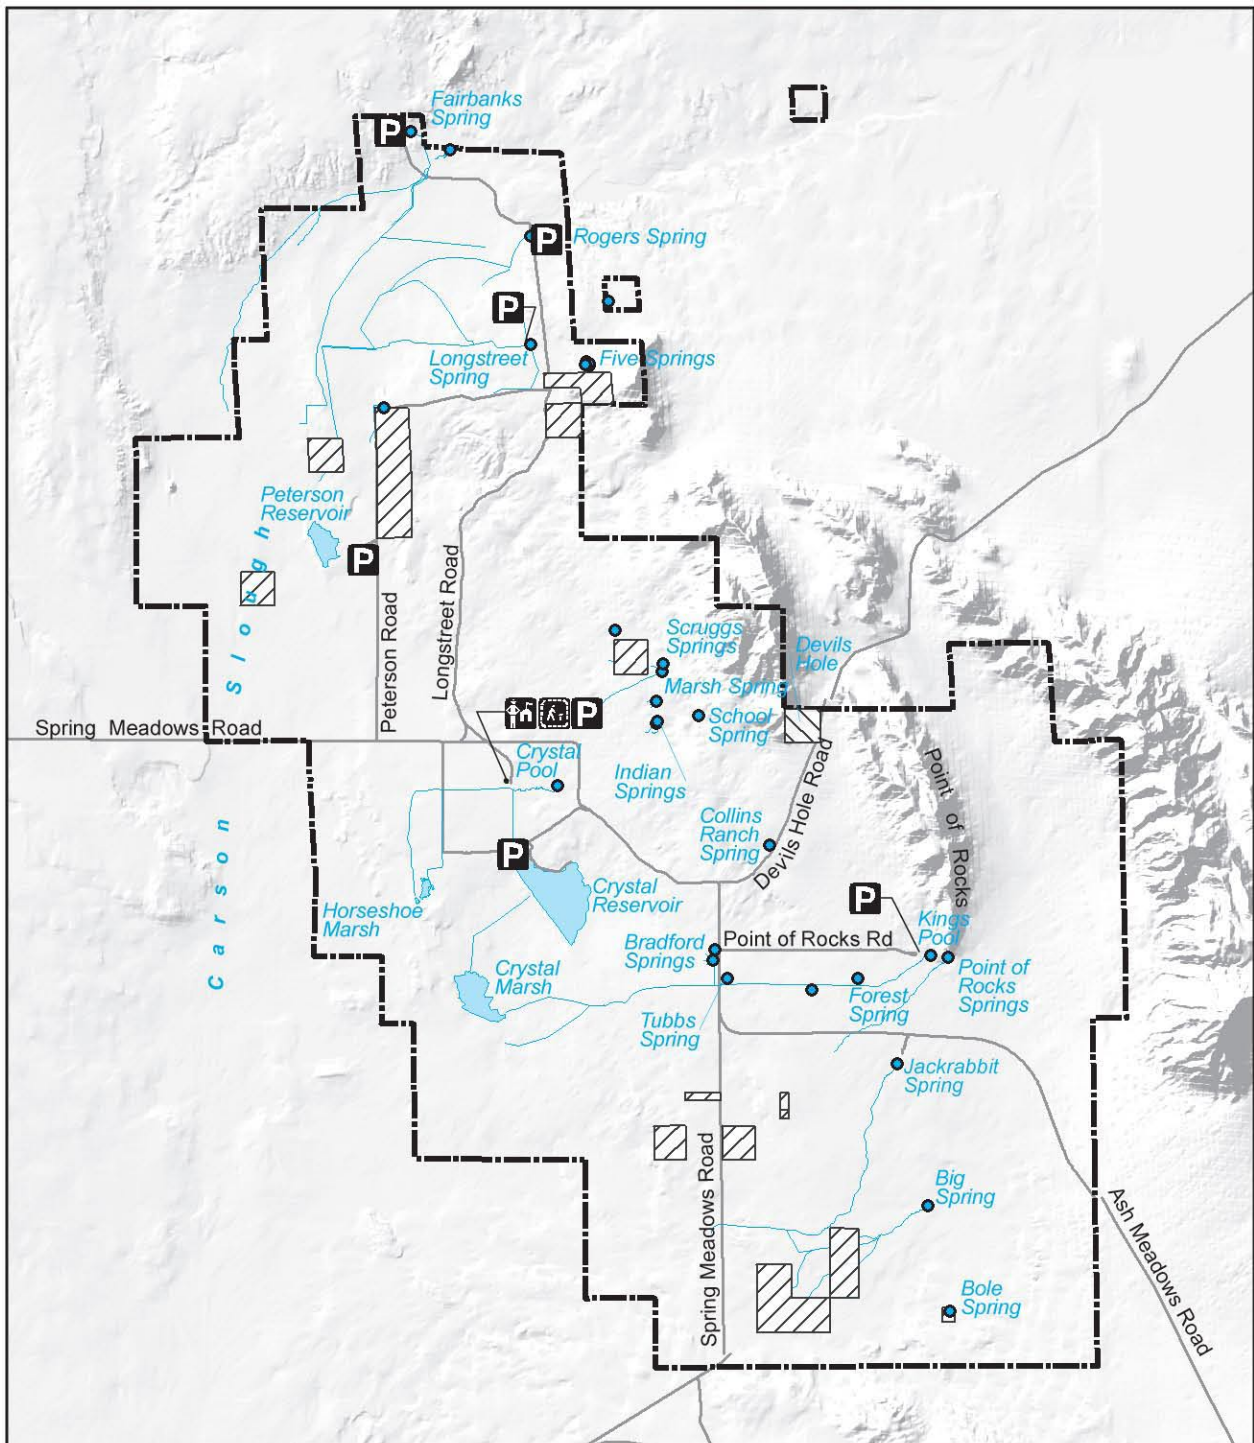 Fairbanks
Spring
P
P
Rogers Spring
P
Longstreet
Spring
Five Springs
Peterson
Reservoir
P
Carson Slough
Peterson Road
Longstreet Road
Scruggs
Springs
Devils
Hole
Marsh Spring
P
School
Spring
Spring Meadows Road
Crystal
Pool
Indian
Springs
Collins
Ranch
Spring
Devils Hole Road
Point of Rocks
P
Horseshoe
Marsh
Crystal
Reservoir
P
Kings
Pool
Bradford
Springs
Point of Rocks Rd
Crystal
Marsh
Point of
Rocks
Springs
Forest
Spring
Tubbs
Spring
Jackrabbit
Spring
Spring Meadows Road
Big
Spring
Ash Meadows Road
Bole
Spring